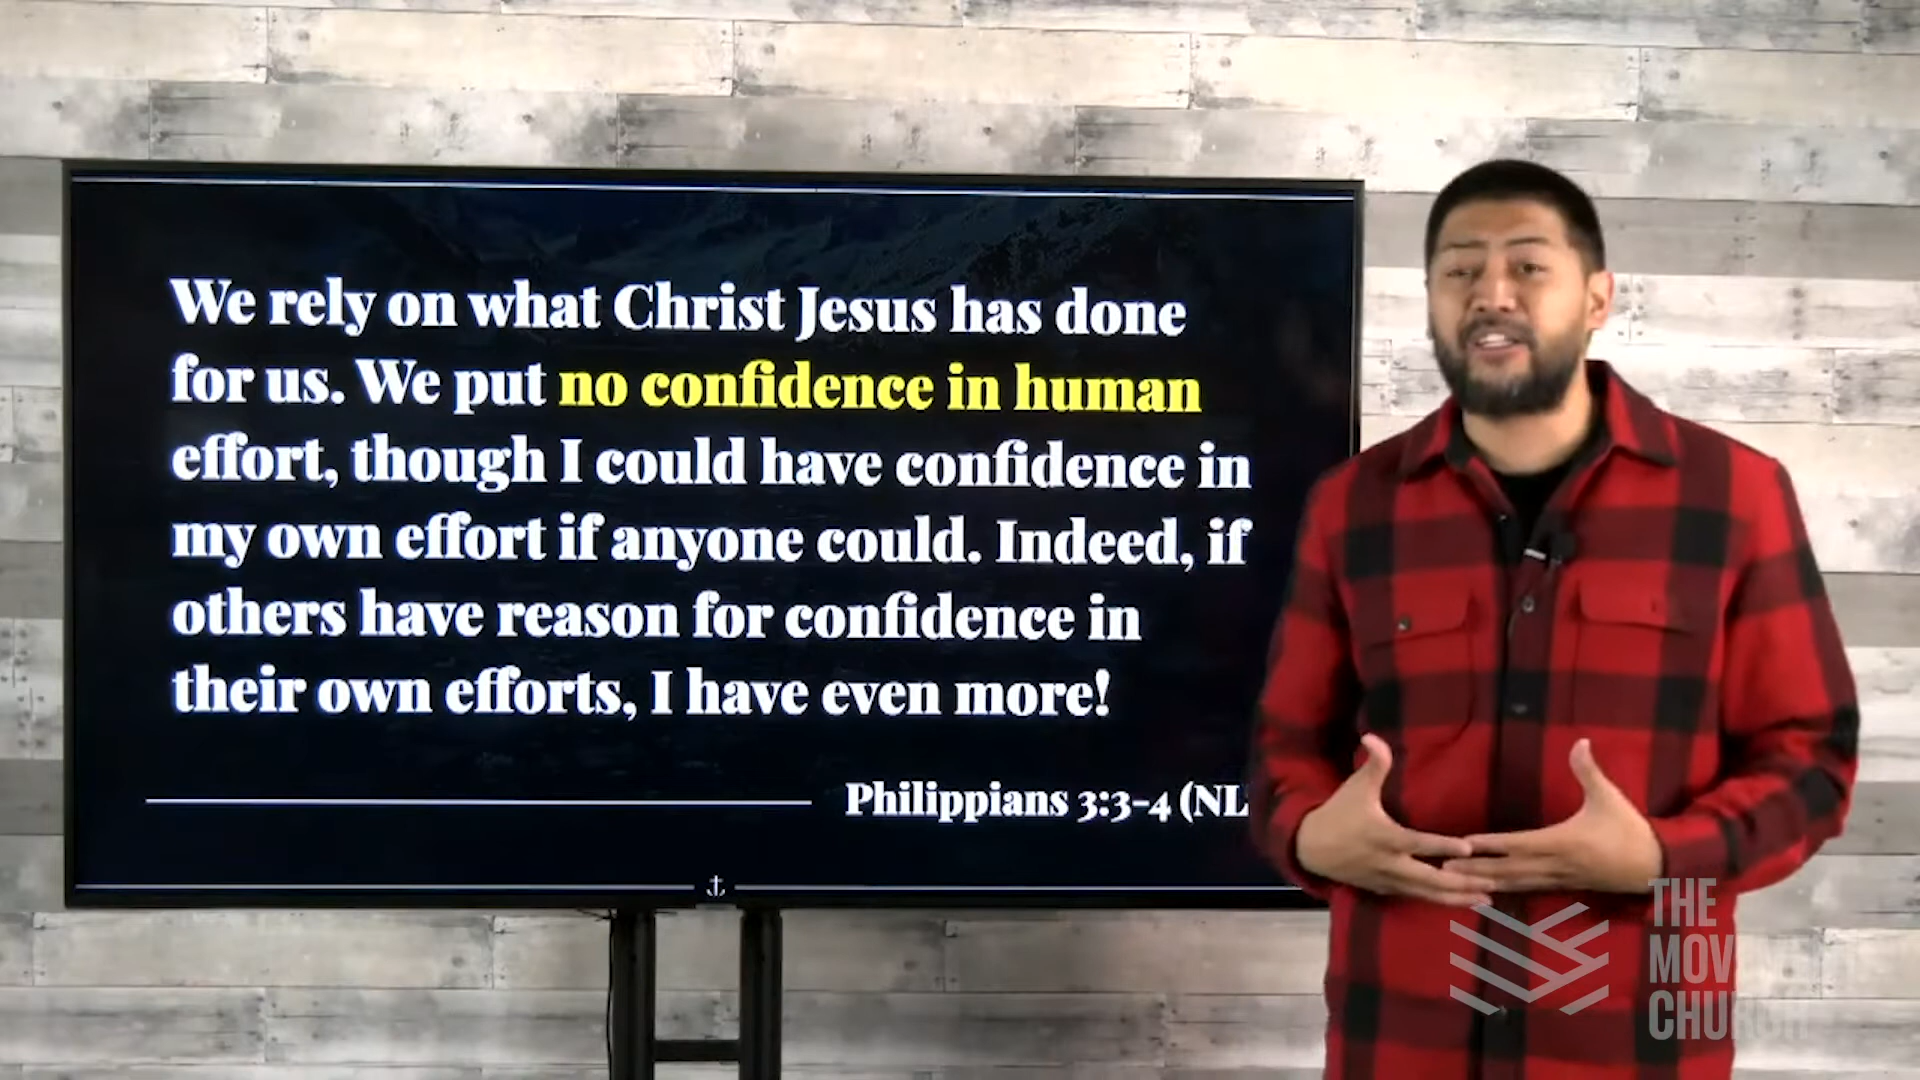 We rely on what Christ Jesus has done
for us. We put no confidence in human
effort, though I could have confidence in
my own effort if anyone could. Indeed, if
others have reason for confidence in
their own efforts, I have even more!
Philippians 3:3-4 (NL
THE
MOVEMENT
CHURCH